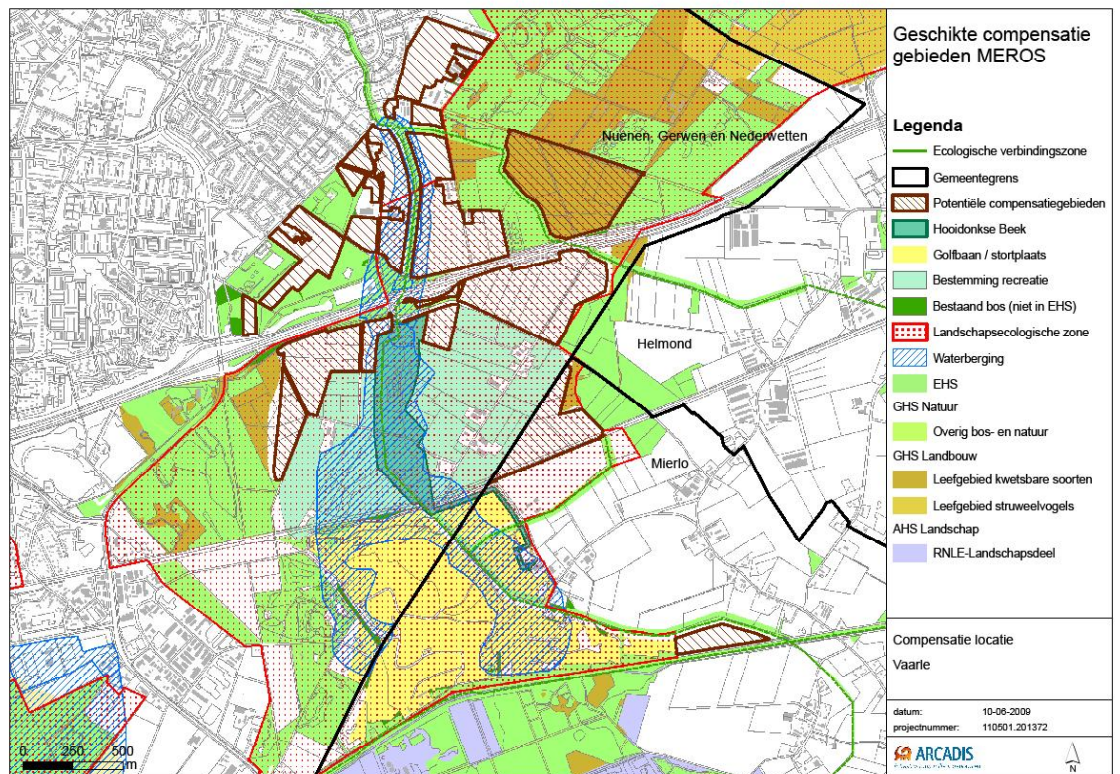 Geschikte compensatie
gebieden MEROS
Legenda
Ecologische verbindingszone
Gemeentegrens
Potentiële compensatiegebieden
Hooidonkse Beek
Golfbaan / stortplaats
Bestemming recreatie
Bestaand bos (niet in EHS)
Landschapsecologische zone
Waterberging
EHS
GHS Natuur
Overig bos- en natuur
GHS Landbouw
Leefgebied kwetsbare soorten
Leefgebied struweelvogels
AHS Landschap
RNLE-Landschapsdeel
Compensatie locatie
Vaarle
datum: 10-06-2009
projectnummer: 110501.201372
ARCADIS
N
Nuenen, Gerwen en Nederwetten
Helmond
Mierlo
0 250 500
m